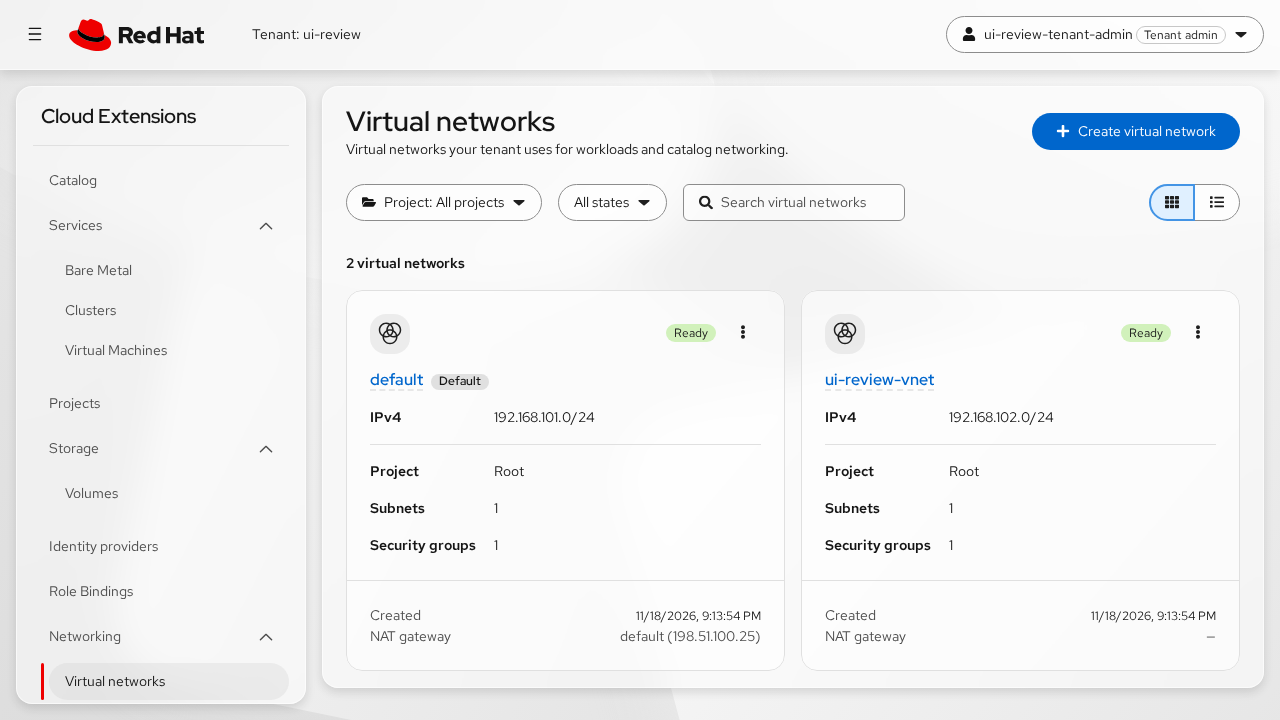 Red Hat
Tenant: ui-review
ui-review-tenant-admin Tenant admin
Cloud Extensions
Catalog
Services
Bare Metal
Clusters
Virtual Machines
Projects
Storage
Volumes
Identity providers
Role Bindings
Networking
Virtual networks
Virtual networks
Virtual networks your tenant uses for workloads and catalog networking.
Create virtual network
Project: All projects
All states
Search virtual networks
2 virtual networks
Ready
default Default
IPv4 192.168.101.0/24
Project Root
Subnets 1
Security groups 1
Created 11/18/2026, 9:13:54 PM
NAT gateway default (198.51.100.25)
Ready
ui-review-vnet
IPv4 192.168.102.0/24
Project Root
Subnets 1
Security groups 1
Created 11/18/2026, 9:13:54 PM
NAT gateway —